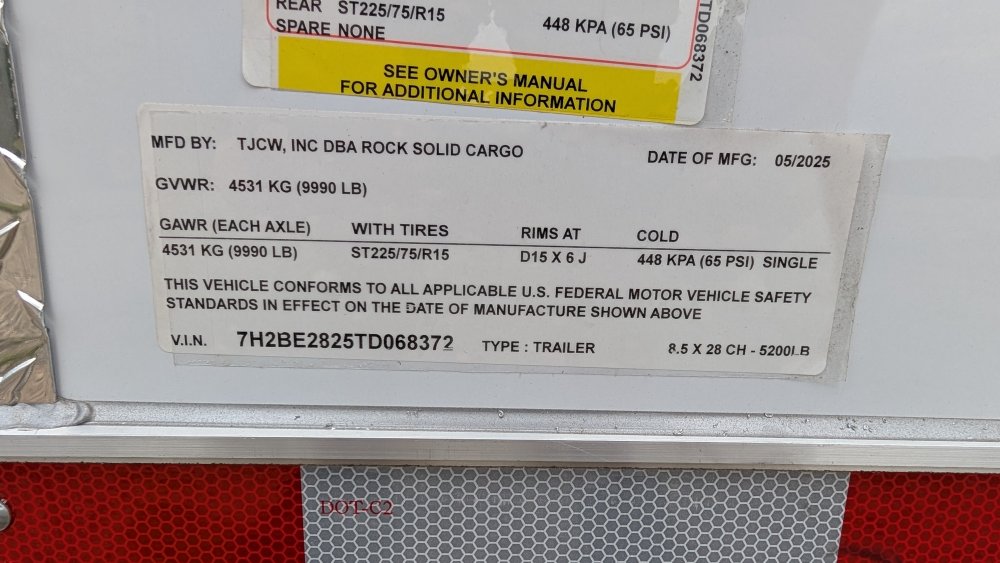 REAR ST225/75/R15 448 KPA (65 PSI)
SPARE NONE
TD068372
SEE OWNER'S MANUAL
FOR ADDITIONAL INFORMATION
MFD BY: TJCW, INC DBA ROCK SOLID CARGO DATE OF MFG: 05/2025
GVWR: 4531 KG (9990 LB)
GAWR (EACH AXLE) WITH TIRES RIMS AT COLD
4531 KG (9990 LB) ST225/75/R15 D15 X 6 J 448 KPA (65 PSI) SINGLE
THIS VEHICLE CONFORMS TO ALL APPLICABLE U.S. FEDERAL MOTOR VEHICLE SAFETY
STANDARDS IN EFFECT ON THE DATE OF MANUFACTURE SHOWN ABOVE
V.I.N. 7H2BE2825TD068372 TYPE : TRAILER 8.5 X 28 CH - 5200LB
DOT-C2